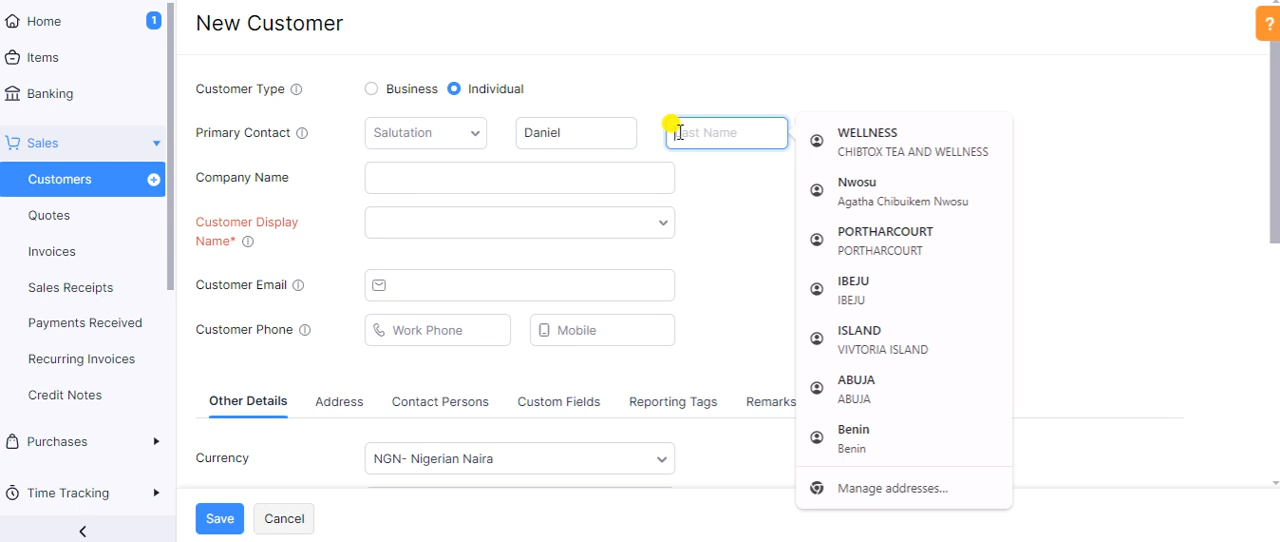 Home
1
Items
Banking
Sales
Customers
Quotes
Invoices
Sales Receipts
Payments Received
Recurring Invoices
Credit Notes
Purchases
Time Tracking
New Customer
?
Customer Type
Business
Individual
Primary Contact
Salutation
Daniel
Last Name
Company Name
Customer Display
Name*
Customer Email
Customer Phone
Work Phone
Mobile
Other Details
Address
Contact Persons
Custom Fields
Reporting Tags
Remarks
Currency
NGN- Nigerian Naira
Save
Cancel
WELLNESS
CHIBTOX TEA AND WELLNESS
Nwosu
Agatha Chibuikem Nwosu
PORTHARCOURT
PORTHARCOURT
IBEJU
IBEJU
ISLAND
VIVTORIA ISLAND
ABUJA
ABUJA
Benin
Benin
Manage addresses...